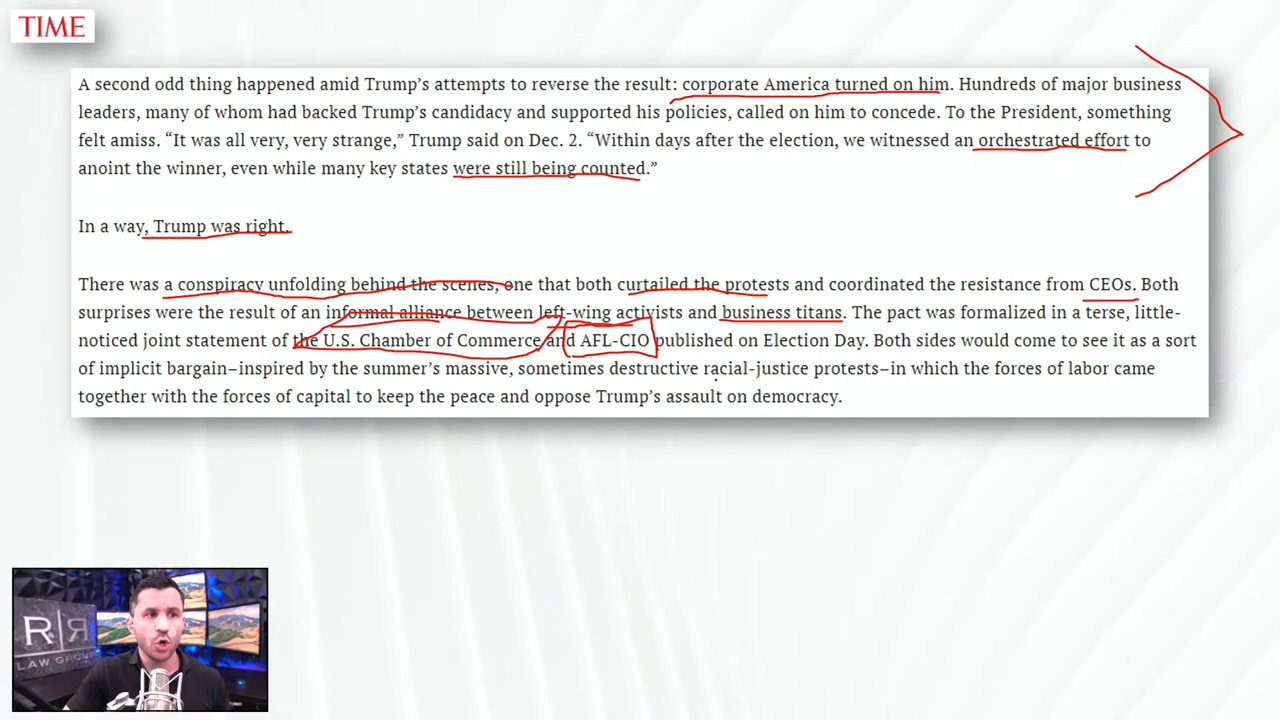 TIME
A second odd thing happened amid Trump’s attempts to reverse the result: corporate America turned on him. Hundreds of major business
leaders, many of whom had backed Trump’s candidacy and supported his policies, called on him to concede. To the President, something
felt amiss. “It was all very, very strange,” Trump said on Dec. 2. “Within days after the election, we witnessed an orchestrated effort to
anoint the winner, even while many key states were still being counted.”
In a way, Trump was right.
There was a conspiracy unfolding behind the scenes, one that both curtailed the protests and coordinated the resistance from CEOs. Both
surprises were the result of an informal alliance between left-wing activists and business titans. The pact was formalized in a terse, little-
noticed joint statement of the U.S. Chamber of Commerce and AFL-CIO published on Election Day. Both sides would come to see it as a sort
of implicit bargain–inspired by the summer’s massive, sometimes destructive racial-justice protests–in which the forces of labor came
together with the forces of capital to keep the peace and oppose Trump’s assault on democracy.
R|R
LAW GROUP